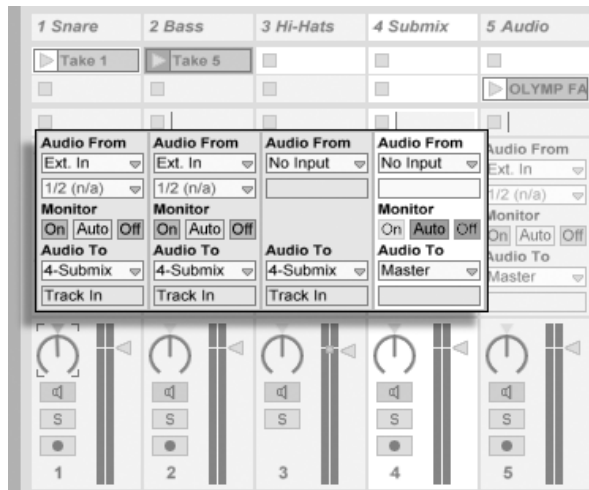 1 Snare 2 Bass 3 Hi-Hats 4 Submix 5 Audio
Take 1 Take 5
OLYMP FA
Audio From Audio From Audio From Audio From Audio From
Ext. In Ext. In No Input No Input Ext. In
1/2 (n/a) 1/2 (n/a) 1/2 (n/a)
Monitor Monitor Monitor Monitor
On Auto Off On Auto Off On Auto Off On Auto Off
Audio To Audio To Audio To Audio To Audio To
4-Submix 4-Submix 4-Submix Master Master
Track In Track In Track In
S S S S S
1 2 3 4 5